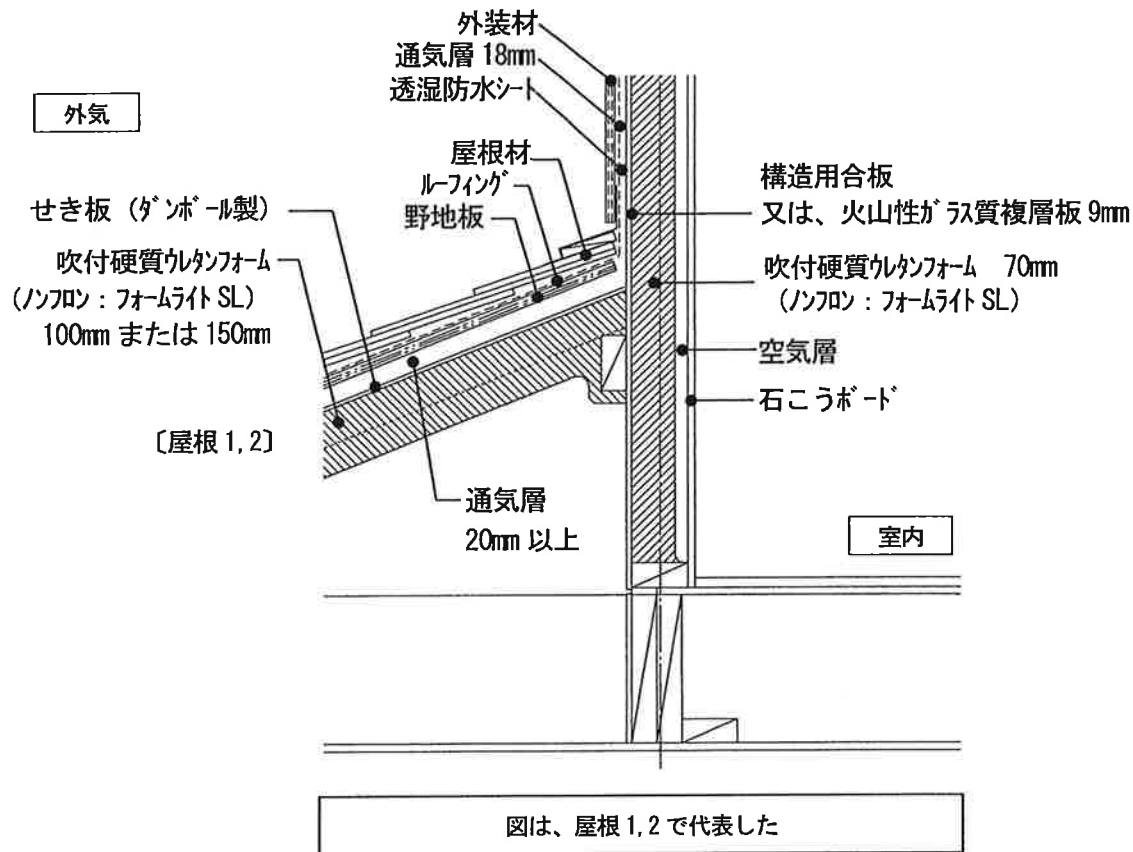 外装材
通気層 18mm
透湿防水ｼｰﾄ
外気
屋根材
ﾙｰﾌｨﾝｸﾞ
野地板
せき板（ﾀﾞﾝﾎﾞｰﾙ製）
吹付硬質ｳﾚﾀﾝﾌｫｰﾑ
(ﾉﾝﾌﾛﾝ：ﾌｫｰﾑﾗｲﾄ SL)
100mm または 150mm
〔屋根 1, 2〕
通気層
20mm 以上
構造用合板
又は、火山性ｶﾞﾗｽ質複層板 9mm
吹付硬質ｳﾚﾀﾝﾌｫｰﾑ 70mm
(ﾉﾝﾌﾛﾝ：ﾌｫｰﾑﾗｲﾄ SL)
空気層
石こうﾎﾞｰﾄﾞ
室内
図は、屋根 1, 2 で代表した